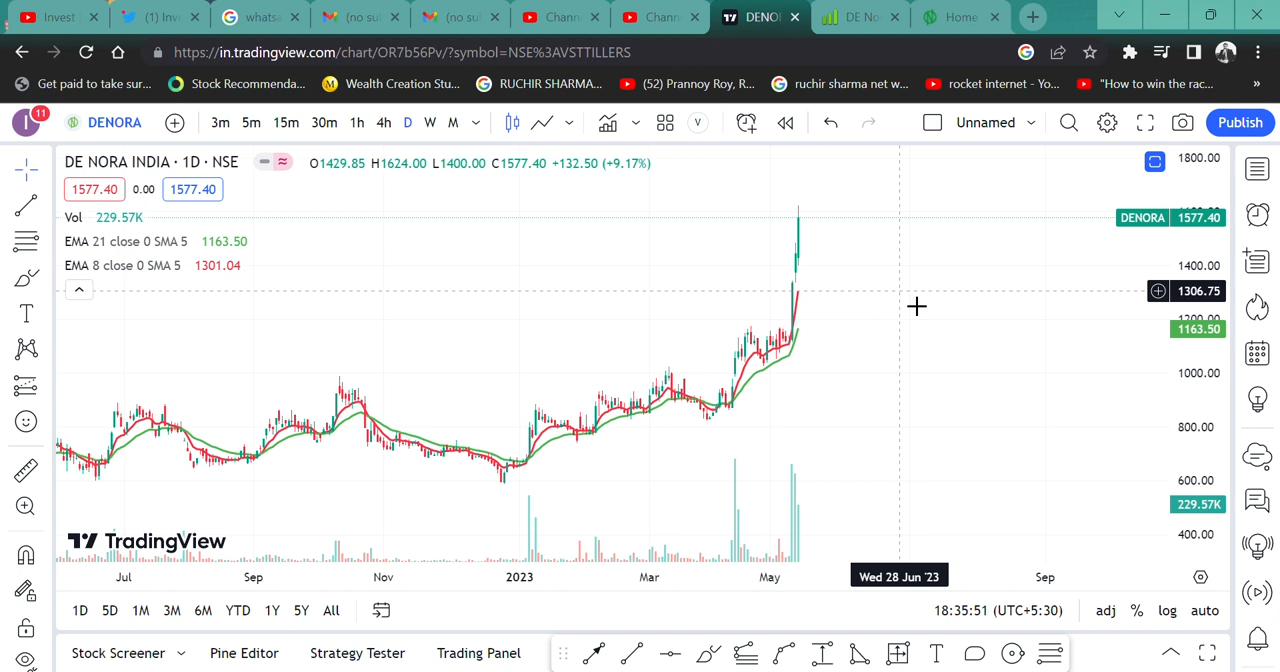 Invest
(1) Inv
whats
(no su
(no su
Chann
Chann
DENOI
DE No
Home
https://in.tradingview.com/chart/OR7b56Pv/?symbol=NSE%3AVSTTILLERS
Get paid to take sur... Stock Recommenda... Wealth Creation Stu... RUCHIR SHARMA... (52) Prannoy Roy, R... ruchir sharma net w... rocket internet - Yo... "How to win the rac... »
I 11 DENORA 3m 5m 15m 30m 1h 4h D W M V Unnamed Publish
DE NORA INDIA · 1D · NSE O1429.85 H1624.00 L1400.00 C1577.40 +132.50 (+9.17%)
1577.40 0.00 1577.40
Vol 229.57K
EMA 21 close 0 SMA 5 1163.50
EMA 8 close 0 SMA 5 1301.04
1800.00
DENORA 1577.40
1400.00
1306.75
1200.00
1163.50
1000.00
800.00
600.00
229.57K
400.00
TradingView
Jul Sep Nov 2023 Mar May Wed 28 Jun '23 Sep
1D 5D 1M 3M 6M YTD 1Y 5Y All 18:35:51 (UTC+5:30) adj % log auto
Stock Screener Pine Editor Strategy Tester Trading Panel